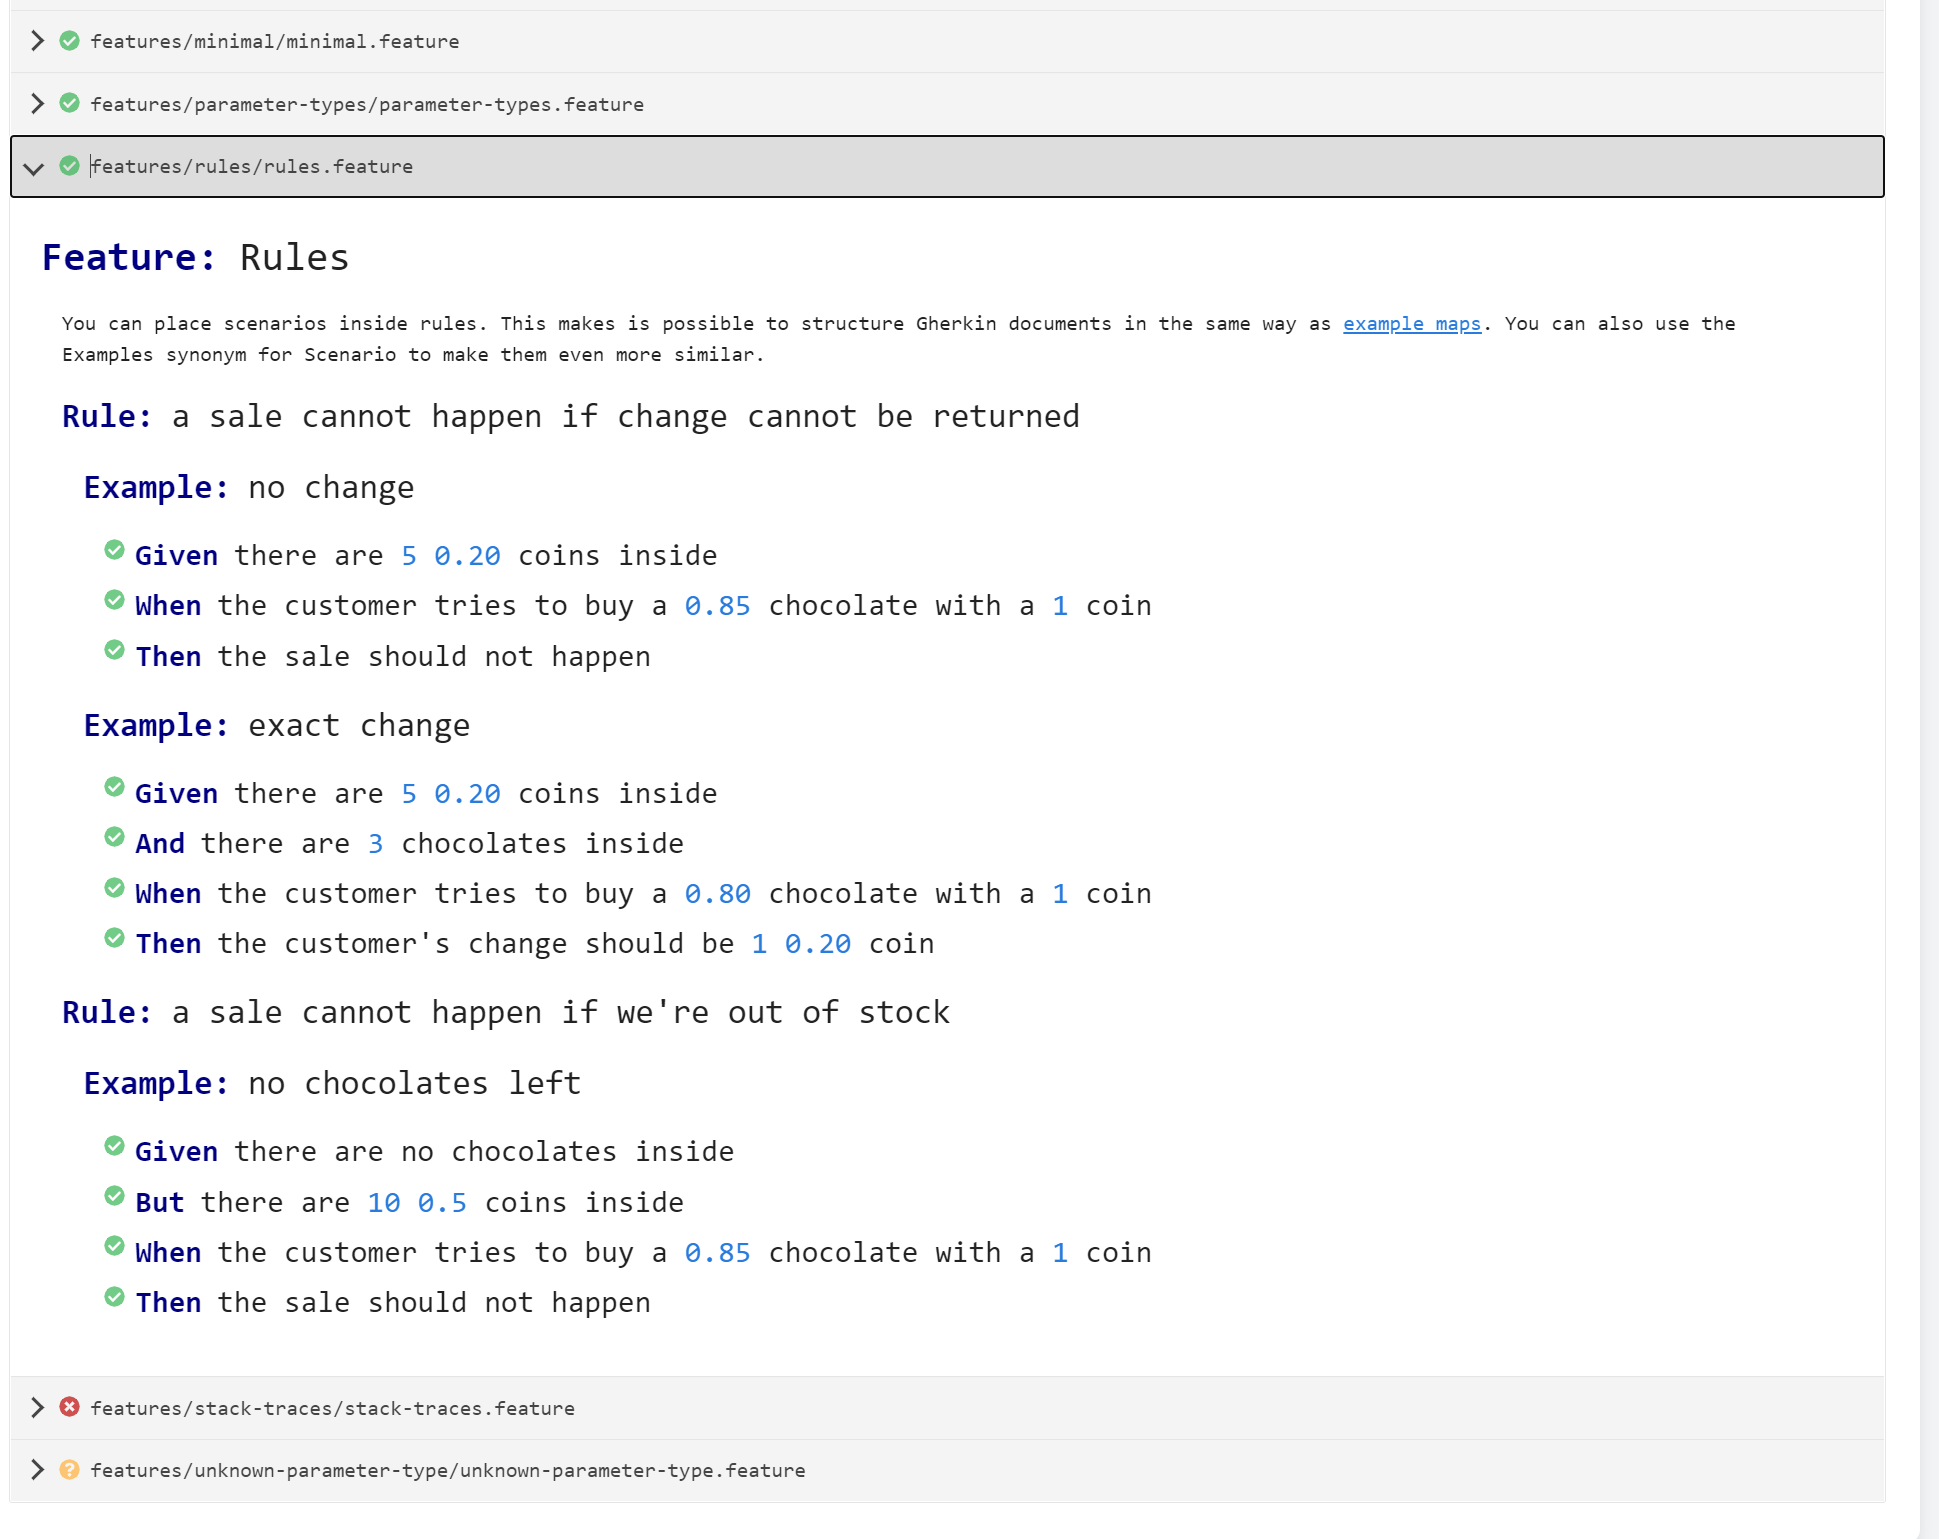 features/minimal/minimal.feature
features/parameter-types/parameter-types.feature
features/rules/rules.feature
Feature: Rules
You can place scenarios inside rules. This makes is possible to structure Gherkin documents in the same way as example maps. You can also use the
Examples synonym for Scenario to make them even more similar.
Rule: a sale cannot happen if change cannot be returned
Example: no change
Given there are 5 0.20 coins inside
When the customer tries to buy a 0.85 chocolate with a 1 coin
Then the sale should not happen
Example: exact change
Given there are 5 0.20 coins inside
And there are 3 chocolates inside
When the customer tries to buy a 0.80 chocolate with a 1 coin
Then the customer's change should be 1 0.20 coin
Rule: a sale cannot happen if we're out of stock
Example: no chocolates left
Given there are no chocolates inside
But there are 10 0.5 coins inside
When the customer tries to buy a 0.85 chocolate with a 1 coin
Then the sale should not happen
features/stack-traces/stack-traces.feature
features/unknown-parameter-type/unknown-parameter-type.feature